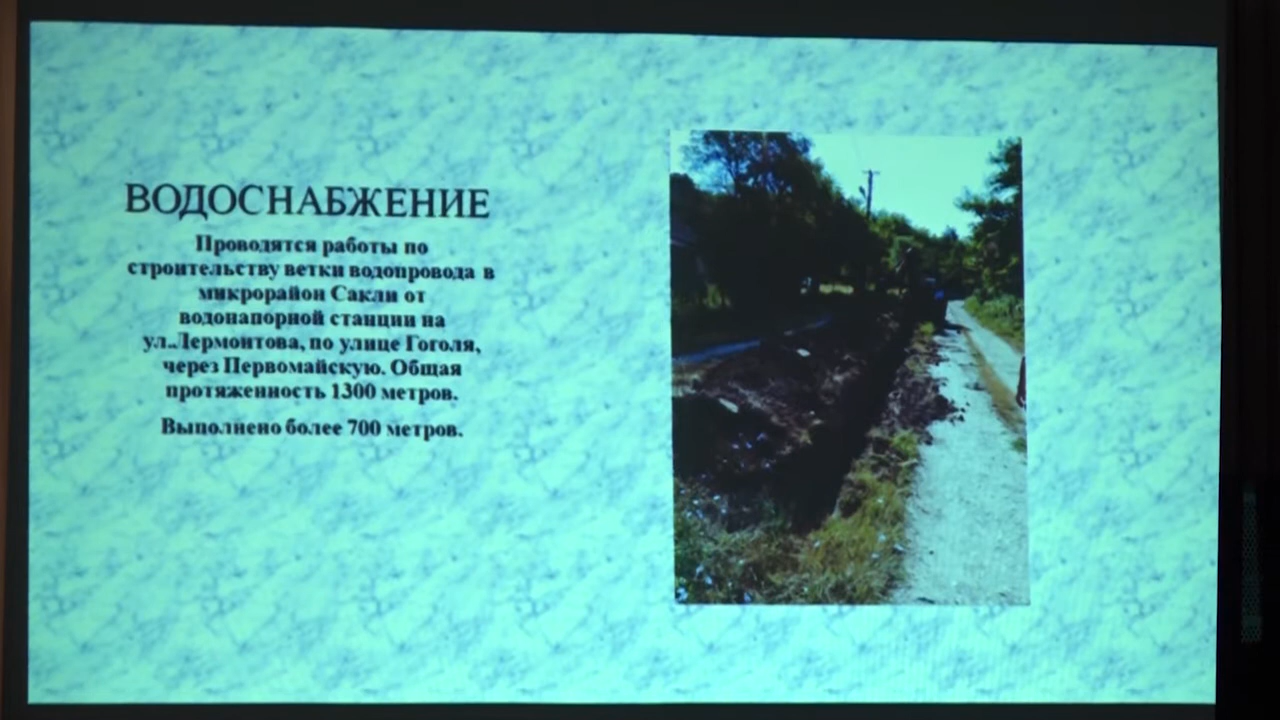 ВОДОСНАБЖЕНИЕ
Проводятся работы по
строительству ветки водопровода в
микрорайон Сакли от
водонапорной станции на
ул..Лермонтова, по улице Гоголя,
через Первомайскую. Общая
протяженность 1300 метров.
Выполнено более 700 метров.